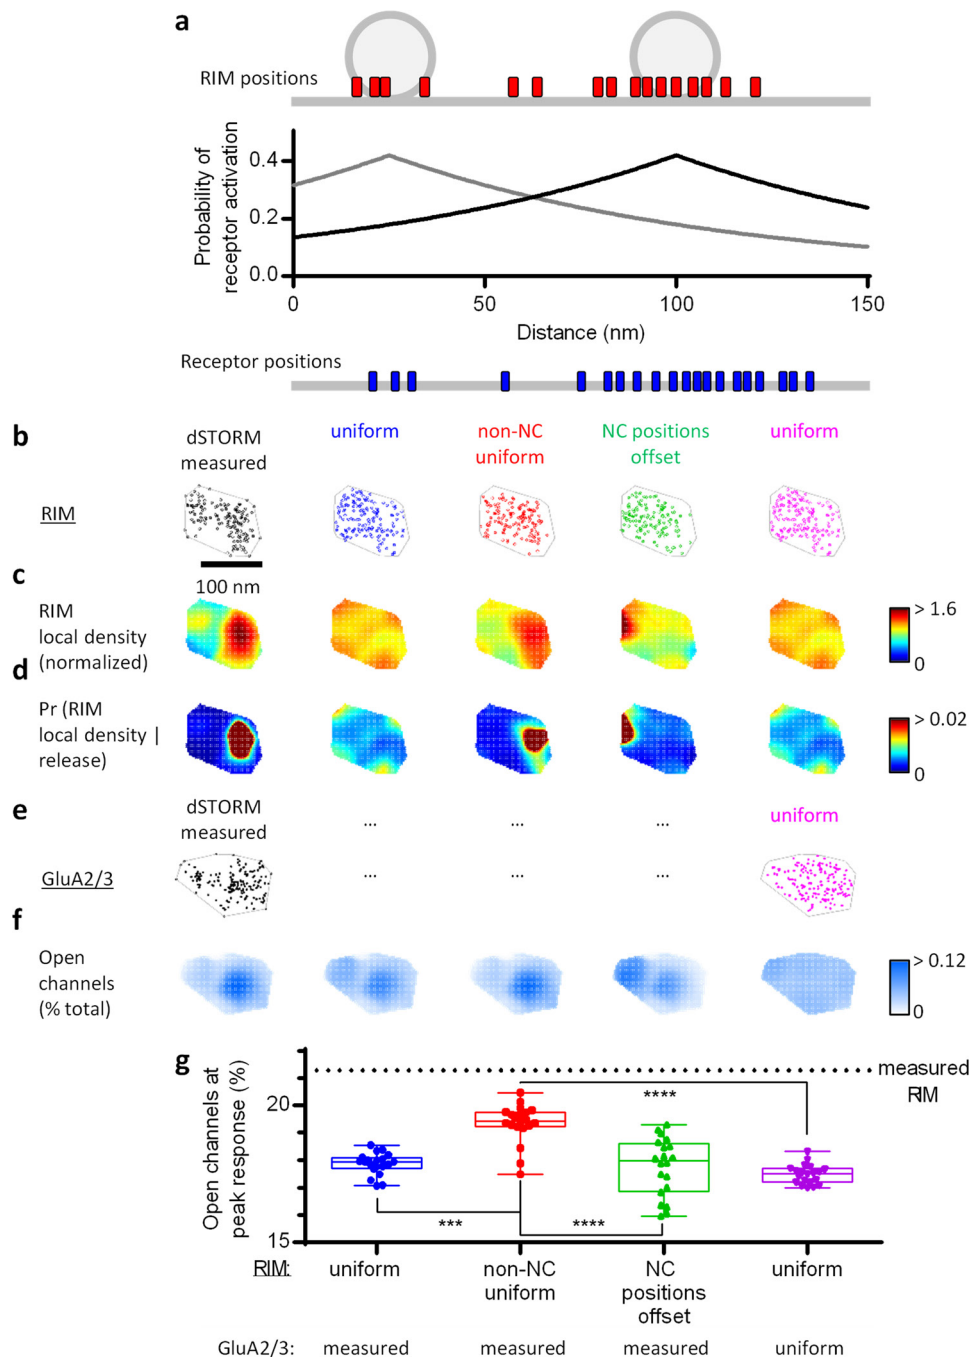 a
RIM positions
Probability of
receptor activation
0.4
0.2
0.0
0
50
100
150
Distance (nm)
Receptor positions
b
dSTORM
measured
uniform
non-NC
uniform
NC positions
offset
uniform
RIM
100 nm
c
RIM
local density
(normalized)
> 1.6
0
d
Pr (RIM
local density |
release)
> 0.02
0
e
dSTORM
measured
...
...
...
uniform
GluA2/3
...
...
...
f
Open
channels
(% total)
> 0.12
0
g
Open channels at
peak response (%)
20
15
measured
RIM
****
***
****
RIM:
uniform
non-NC
uniform
NC
positions
offset
uniform
GluA2/3:
measured
measured
measured
uniform